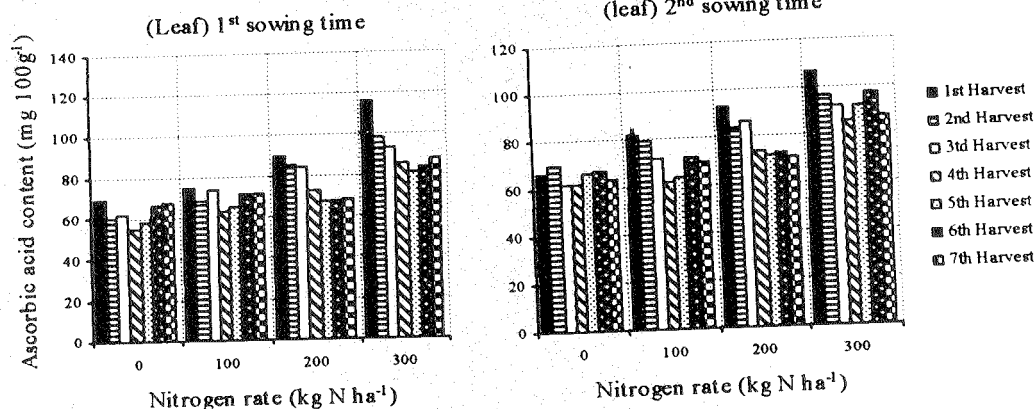 (Leaf) 1st sowing time
Ascorbic acid content (mg 100g-1)
140
120
100
80
60
40
20
0
0 100 200 300
Nitrogen rate (kg N ha-1)
(leaf) 2nd sowing time
120
100
80
60
40
20
0
0 100 200 300
Nitrogen rate (kg N ha-1)
1st Harvest
2nd Harvest
3td Harvest
4th Harvest
5th Harvest
6th Harvest
7th Harvest